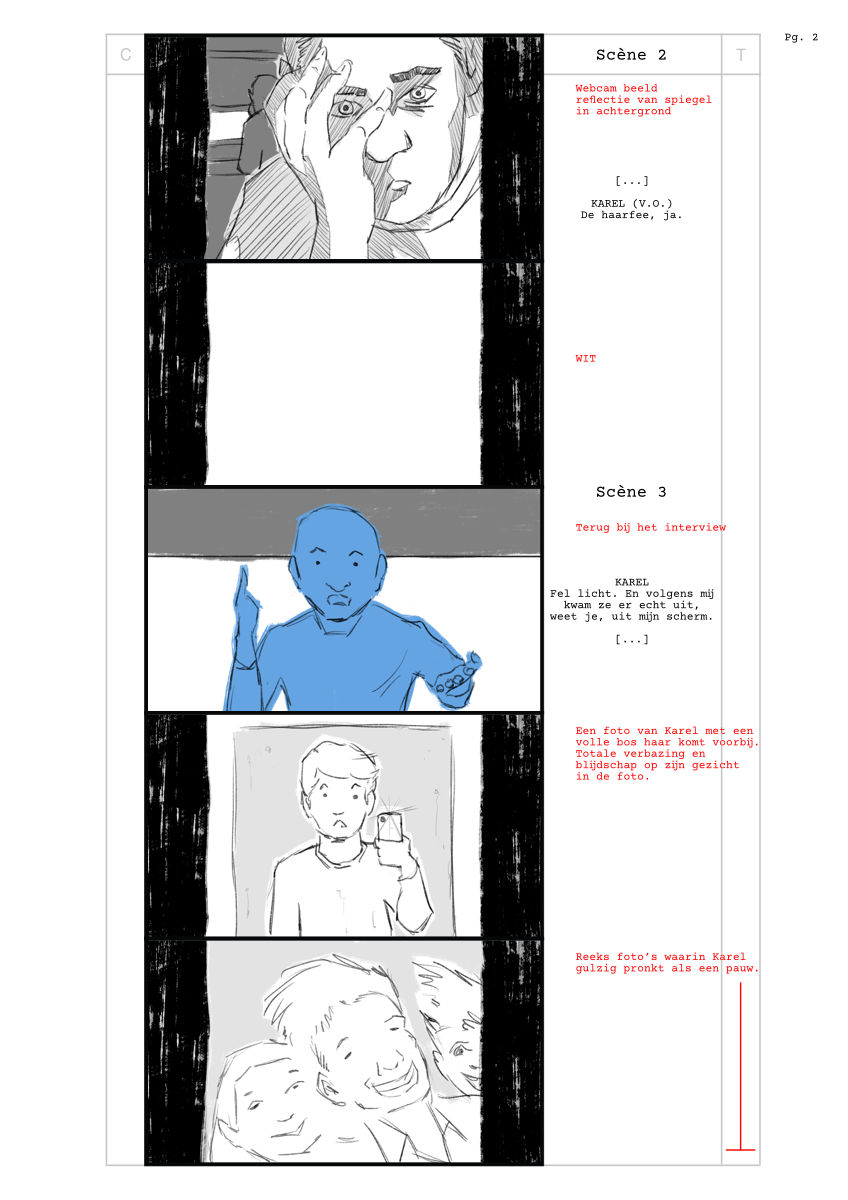 Pg. 2
C
Scène 2
T
Webcam beeld
reflectie van spiegel
in achtergrond
[...]
KAREL (V.O.)
De haarfee, ja.
WIT
Scène 3
Terug bij het interview
KAREL
Fel licht. En volgens mij
kwam ze er echt uit,
weet je, uit mijn scherm.
[...]
Een foto van Karel met een
volle bos haar komt voorbij.
Totale verbazing en
blijdschap op zijn gezicht
in de foto.
Reeks foto’s waarin Karel
gulzig pronkt als een pauw.